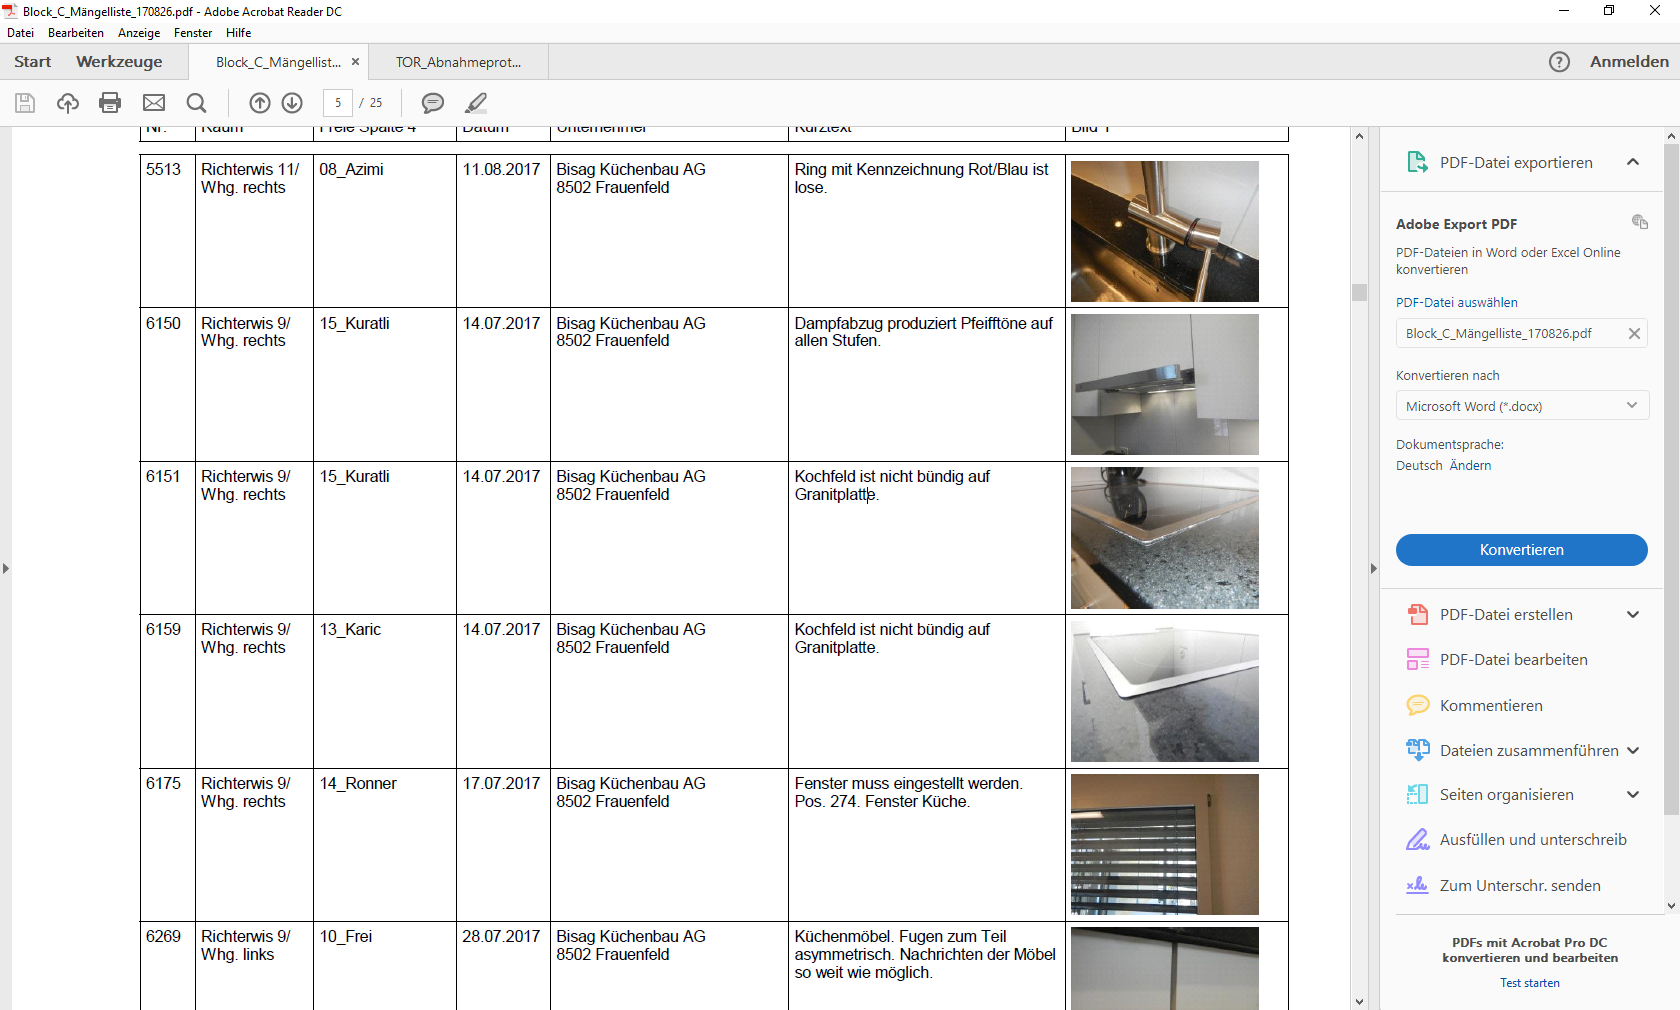 Block_C_Mängelliste_170826.pdf - Adobe Acrobat Reader DC
Datei Bearbeiten Anzeige Fenster Hilfe
Start Werkzeuge Block_C_Mängellist... × TOR_Abnahmeprot... ? Anmelden
5 / 25
Nr. Raum Freie Spalte 4 Datum Unternehmer Kurztext Bild 1
5513 Richterwis 11/ 08_Azimi 11.08.2017 Bisag Küchenbau AG Ring mit Kennzeichnung Rot/Blau ist
Whg. rechts 8502 Frauenfeld lose.
6150 Richterwis 9/ 15_Kuratli 14.07.2017 Bisag Küchenbau AG Dampfabzug produziert Pfeifftöne auf
Whg. rechts 8502 Frauenfeld allen Stufen.
6151 Richterwis 9/ 15_Kuratli 14.07.2017 Bisag Küchenbau AG Kochfeld ist nicht bündig auf
Whg. rechts 8502 Frauenfeld Granitplatte.
6159 Richterwis 9/ 13_Karic 14.07.2017 Bisag Küchenbau AG Kochfeld ist nicht bündig auf
Whg. rechts 8502 Frauenfeld Granitplatte.
6175 Richterwis 9/ 14_Ronner 17.07.2017 Bisag Küchenbau AG Fenster muss eingestellt werden.
Whg. rechts 8502 Frauenfeld Pos. 274. Fenster Küche.
6269 Richterwis 9/ 10_Frei 28.07.2017 Bisag Küchenbau AG Küchenmöbel. Fugen zum Teil
Whg. links 8502 Frauenfeld asymmetrisch. Nachrichten der Möbel
so weit wie möglich.
PDF-Datei exportieren
Adobe Export PDF
PDF-Dateien in Word oder Excel Online
konvertieren
PDF-Datei auswählen
Block_C_Mängelliste_170826.pdf
Konvertieren nach
Microsoft Word (*.docx)
Dokumentsprache:
Deutsch Ändern
Konvertieren
PDF-Datei erstellen
PDF-Datei bearbeiten
Kommentieren
Dateien zusammenführen
Seiten organisieren
Ausfüllen und unterschreib
Zum Unterschr. senden
PDFs mit Acrobat Pro DC
konvertieren und bearbeiten
Test starten